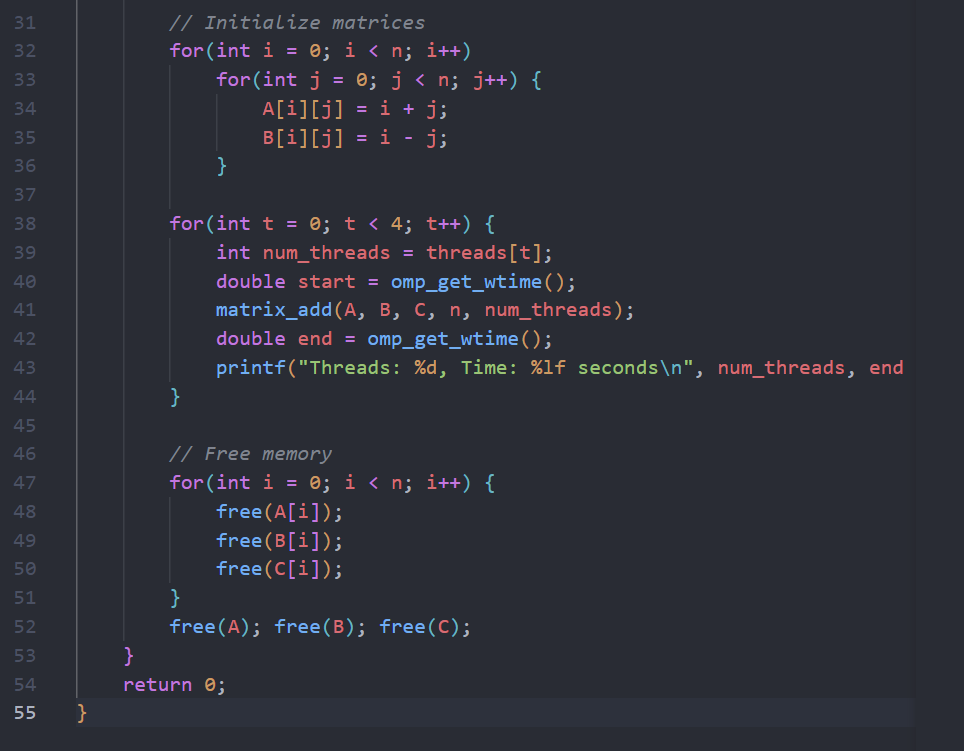 31 // Initialize matrices
32 for(int i = 0; i < n; i++)
33 for(int j = 0; j < n; j++) {
34 A[i][j] = i + j;
35 B[i][j] = i - j;
36 }
37
38 for(int t = 0; t < 4; t++) {
39 int num_threads = threads[t];
40 double start = omp_get_wtime();
41 matrix_add(A, B, C, n, num_threads);
42 double end = omp_get_wtime();
43 printf("Threads: %d, Time: %lf seconds\n", num_threads, end
44 }
45
46 // Free memory
47 for(int i = 0; i < n; i++) {
48 free(A[i]);
49 free(B[i]);
50 free(C[i]);
51 }
52 free(A); free(B); free(C);
53 }
54 return 0;
55 }